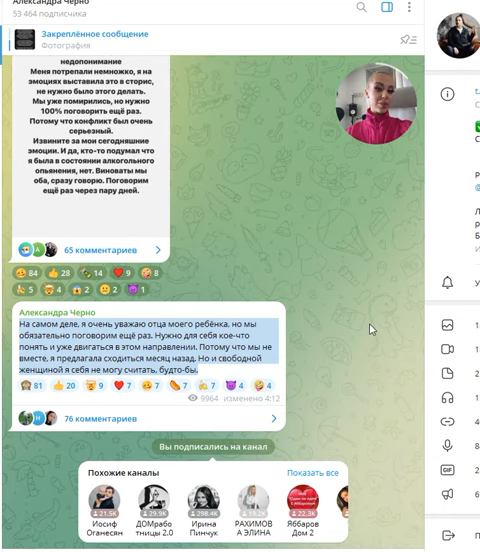 Александра Черно
53 464 подписчика
Закреплённое сообщение
Фотография
недопонимание
Меня потрепали немножко, я на
эмоциях выставила это в сторис,
не нужно было этого делать.
Мы уже помирились, но нужно
100% поговорить ещё раз.
Потому что конфликт был очень
серьезный.
Извините за мои сегодняшние
эмоции. И да, кто-то подумал что
я была в состоянии алкогольного
опьянения, нет. Виноваты мы
оба, сразу говорю. Поговорим
ещё раз через пару дней.
65 комментариев
84 28 14 9 8
5 4 2 2 1
Александра Черно
На самом деле, я очень уважаю отца моего ребёнка, но мы
обязательно поговорим ещё раз. Нужно для себя кое-что
понять и уже двигаться в этом направлении. Потому что мы не
вместе, я предлагала сходиться месяц назад. Но и свободной
женщиной я себя не могу считать, будто-бы.
81 20 9 7 7 7 7 4 4
9964 изменено 4:12
76 комментариев
Вы подписались на канал
Похожие каналы Показать все
21.5K 29.9K 298.4K 19.2K 22.3K
Иосиф Оганесян
ДОМрабо тницы 2.0
Ирина Пинчук
РАХИМОВ А ЭЛИНА
Яббаров Дом 2
GIF